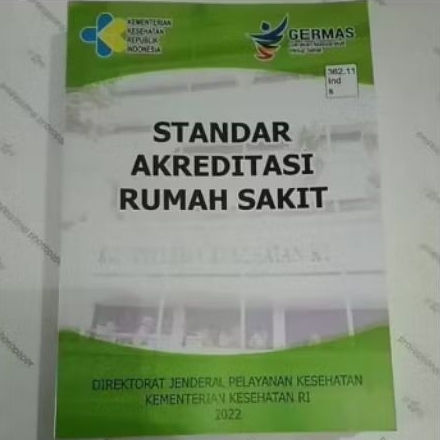 KEMENTERIAN
KESEHATAN
REPUBLIK
INDONESIA
GERMAS
362.11
Ind
s
STANDAR
AKREDITASI
RUMAH SAKIT
DIREKTORAT JENDERAL PELAYANAN KESEHATAN
KEMENTERIAN KESEHATAN RI
2022